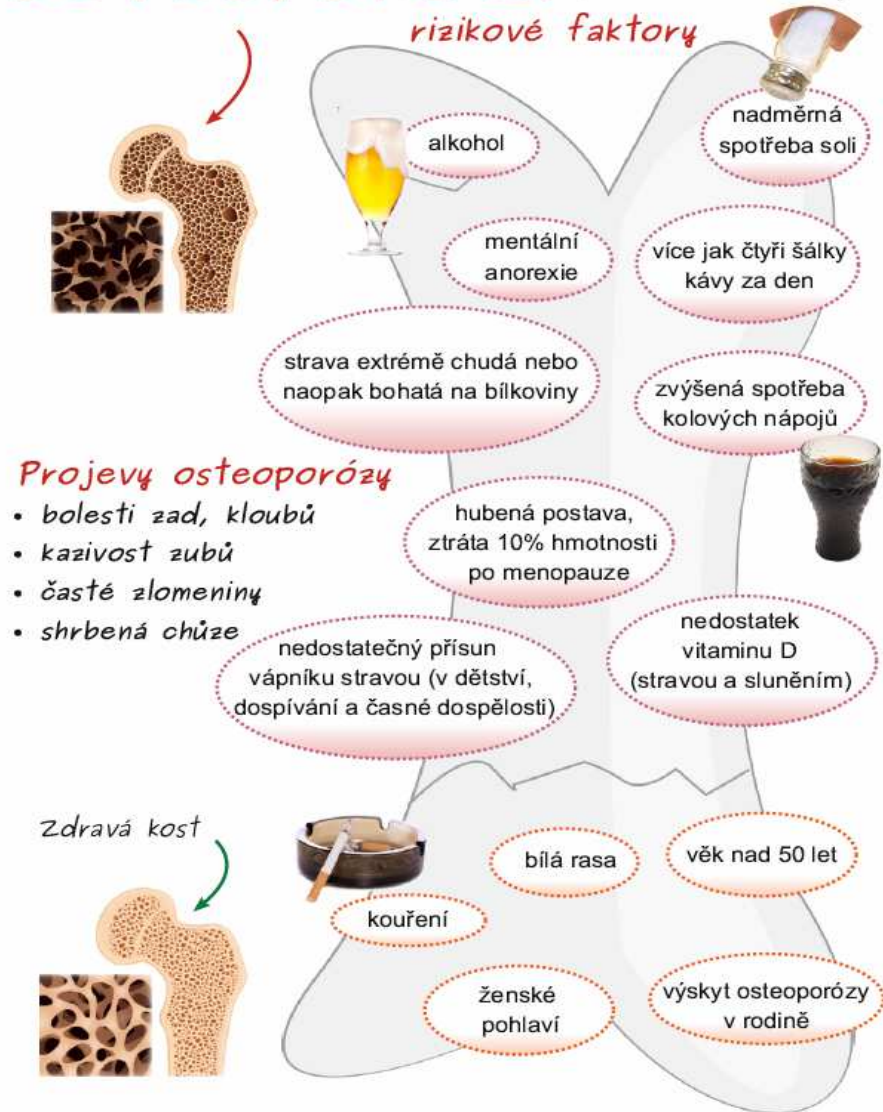 rizikové faktory
alkohol
nadměrná
spotřeba soli
mentální
anorexie
více jak čtyři šálky
kávy za den
strava extrémě chudá nebo
naopak bohatá na bílkoviny
zvýšená spotřeba
kolových nápojů
Projevy osteoporózy
• bolesti zad, kloubů
• kazivost zubů
• časté zlomeniny
• shrbená chůze
hubená postava,
ztráta 10% hmotnosti
po menopauze
nedostatečný přísun
vápníku stravou (v dětství,
dospívání a časné dospělosti)
nedostatek
vitaminu D
(stravou a sluněním)
Zdravá kost
bílá rasa
věk nad 50 let
kouření
ženské
pohlaví
výskyt osteoporózy
v rodině